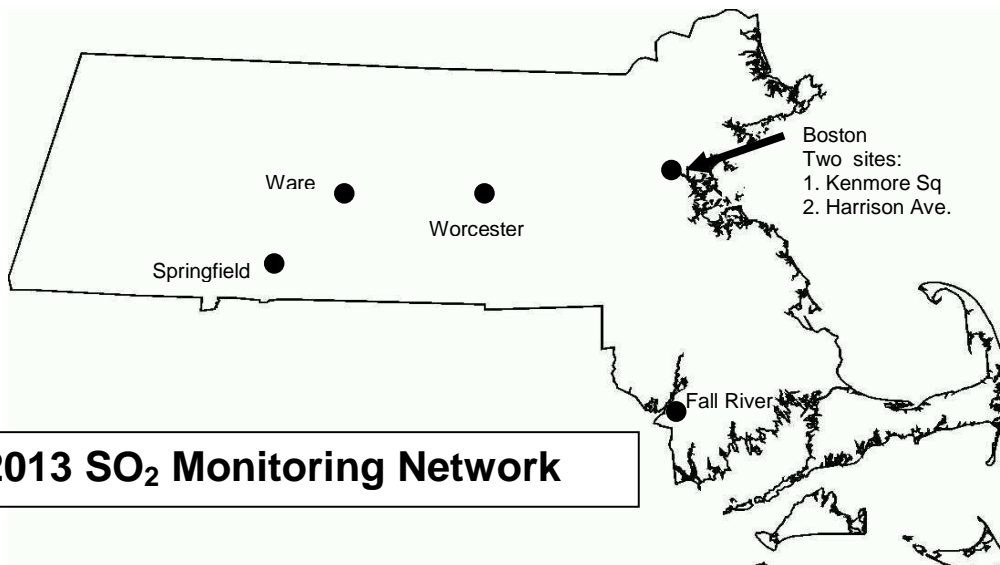 Boston
Two sites:
1. Kenmore Sq
2. Harrison Ave.
Ware
Worcester
Springfield
Fall River
2013 SO₂ Monitoring Network